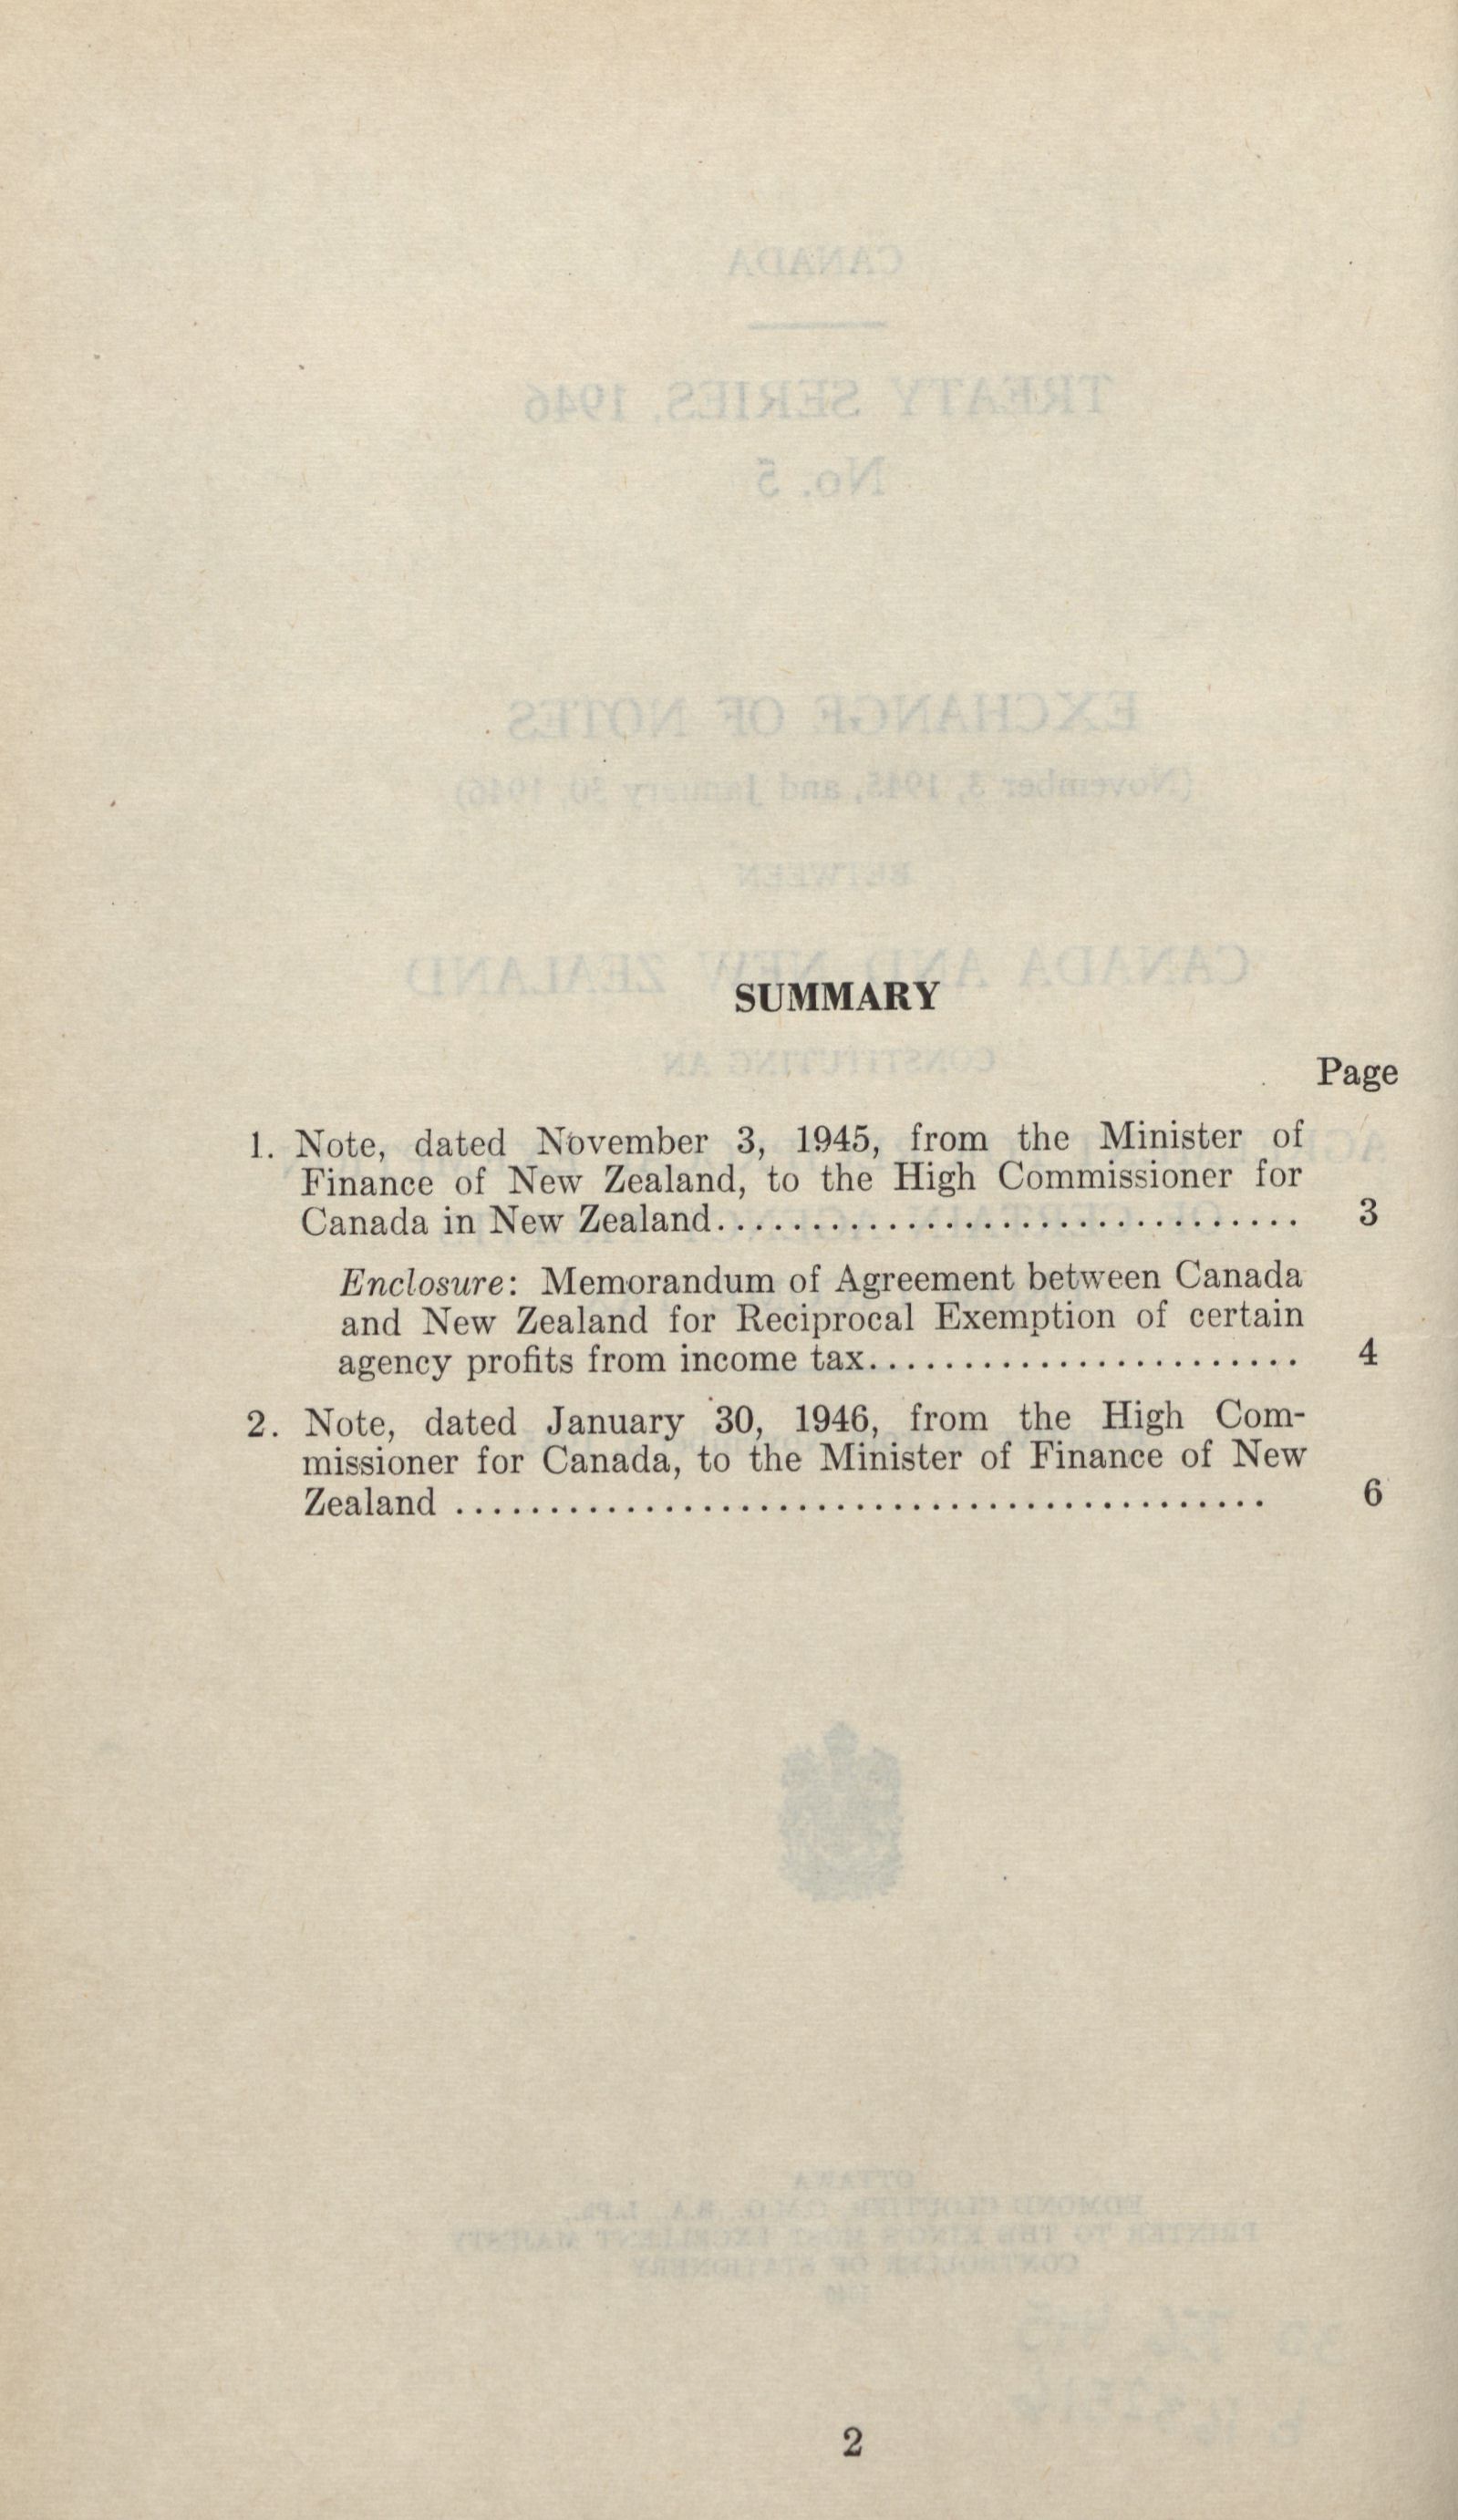 SUMMARY
Page
1. Note, dated November 3, 1945, from the Minister of
Finance of New Zealand, to the High Commissioner for
Canada in New Zealand............................... 3
Enclosure: Memorandum of Agreement between Canada
and New Zealand for Reciprocal Exemption of certain
agency profits from income tax....................... 4
2. Note, dated January 30, 1946, from the High Com-
missioner for Canada, to the Minister of Finance of New
Zealand ............................................ 6
2